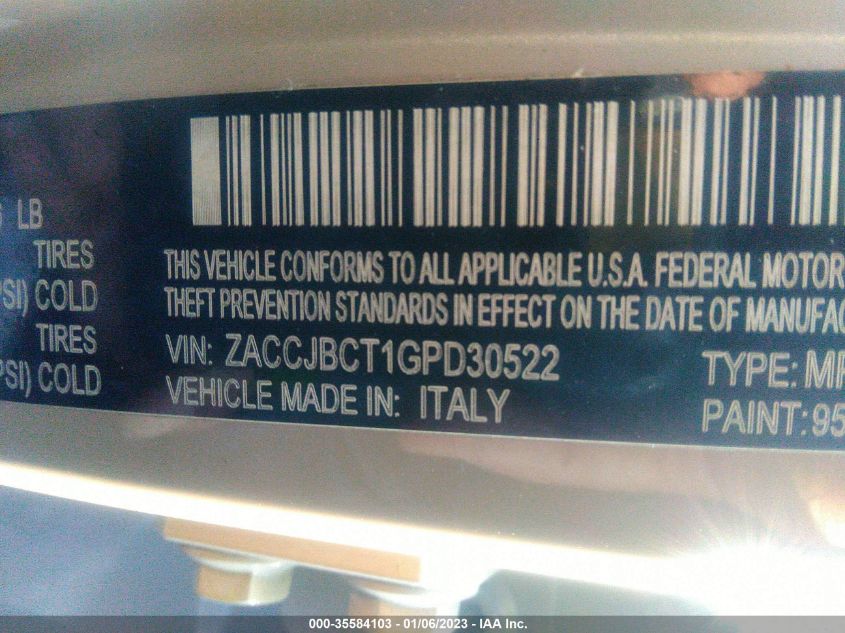 LB
TIRES
PSI) COLD
TIRES
PSI) COLD
THIS VEHICLE CONFORMS TO ALL APPLICABLE U.S.A. FEDERAL MOTOR
THEFT PREVENTION STANDARDS IN EFFECT ON THE DATE OF MANUFAC
VIN: ZACCJBCT1GPD30522
VEHICLE MADE IN: ITALY
TYPE: MP
PAINT: 95
000-35584103 - 01/06/2023 - IAA Inc.